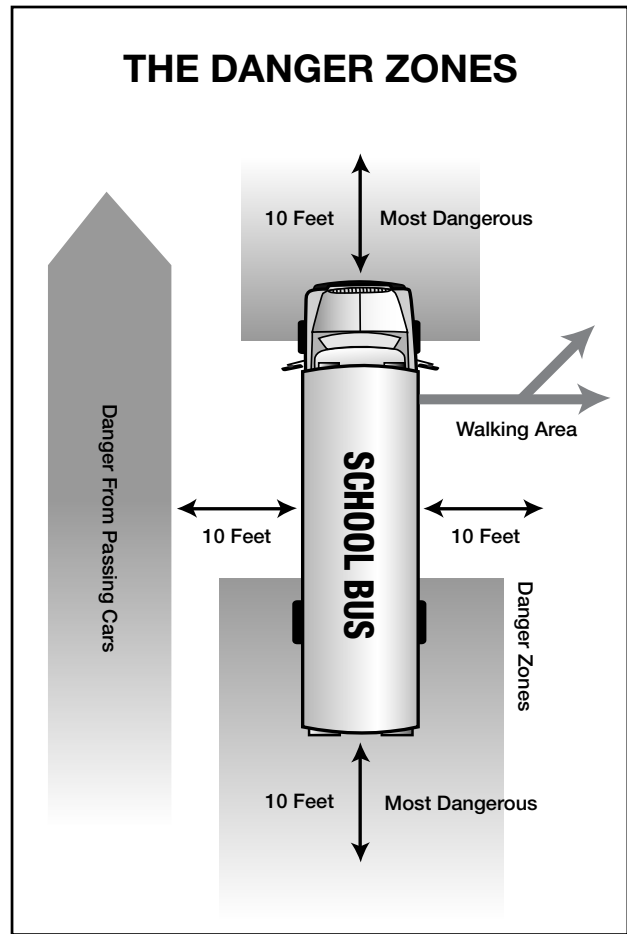 THE DANGER ZONES
10 Feet
Most Dangerous
Walking Area
Danger From Passing Cars
SCHOOL BUS
10 Feet
10 Feet
Danger Zones
10 Feet
Most Dangerous